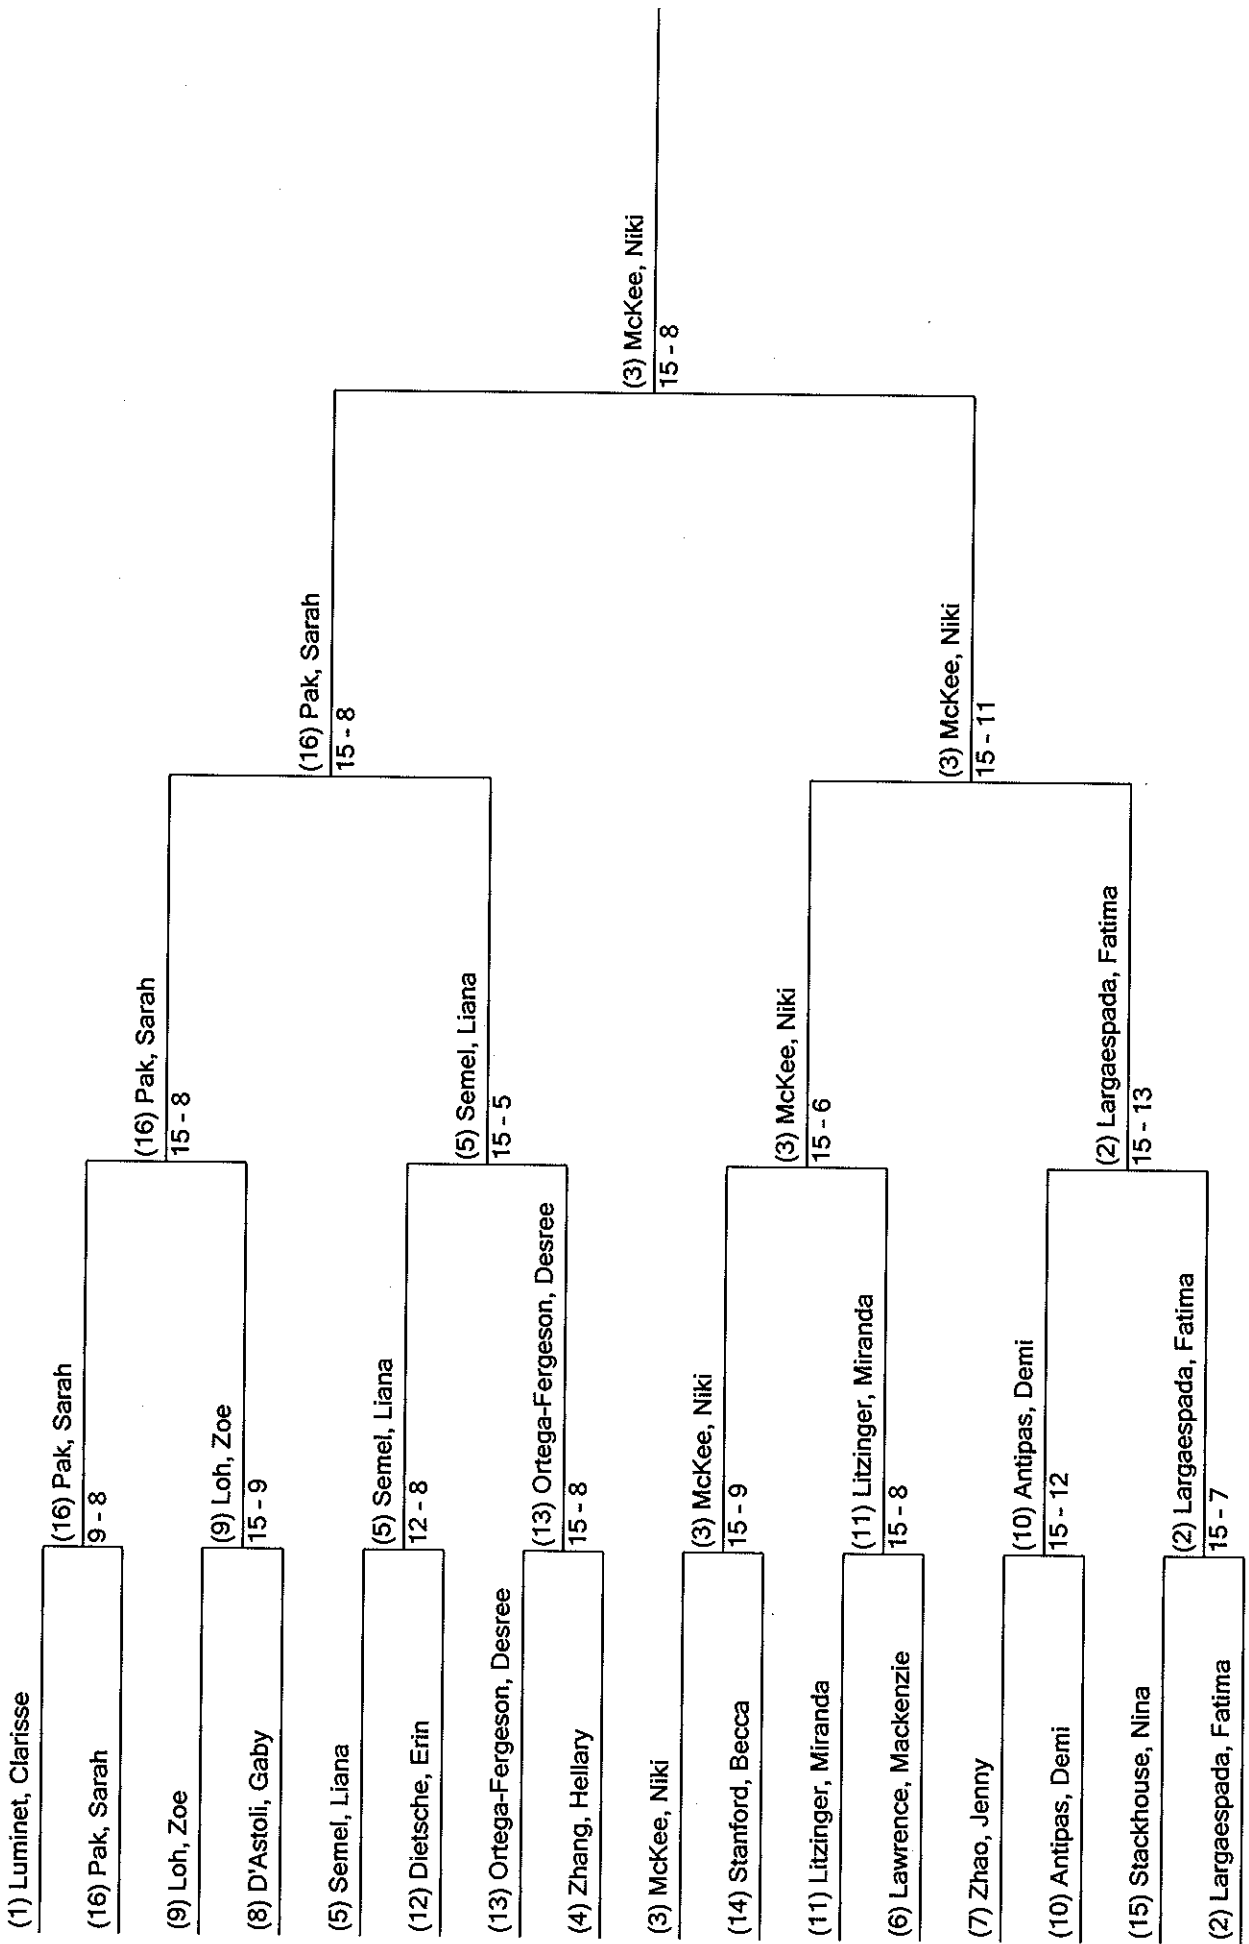 (1) Luminet, Clarisse
(16) Pak, Sarah
(9) Loh, Zoe
(8) D'Astoli, Gaby
(5) Semel, Liana
(12) Dietsche, Erin
(13) Ortega-Fergeson, Desree
(4) Zhang, Hellary
(3) McKee, Niki
(14) Stanford, Becca
(11) Litzinger, Miranda
(6) Lawrence, Mackenzie
(7) Zhao, Jenny
(10) Antipas, Demi
(15) Stackhouse, Nina
(2) Largaespada, Fatima
(16) Pak, Sarah
9 - 8
(9) Loh, Zoe
15 - 9
(5) Semel, Liana
12 - 8
(13) Ortega-Fergeson, Desree
15 - 8
(3) McKee, Niki
15 - 9
(11) Litzinger, Miranda
15 - 8
(10) Antipas, Demi
15 - 12
(2) Largaespada, Fatima
15 - 7
(16) Pak, Sarah
15 - 8
(5) Semel, Liana
15 - 5
(3) McKee, Niki
15 - 6
(2) Largaespada, Fatima
15 - 13
(16) Pak, Sarah
15 - 8
(3) McKee, Niki
15 - 11
(3) McKee, Niki
15 - 8